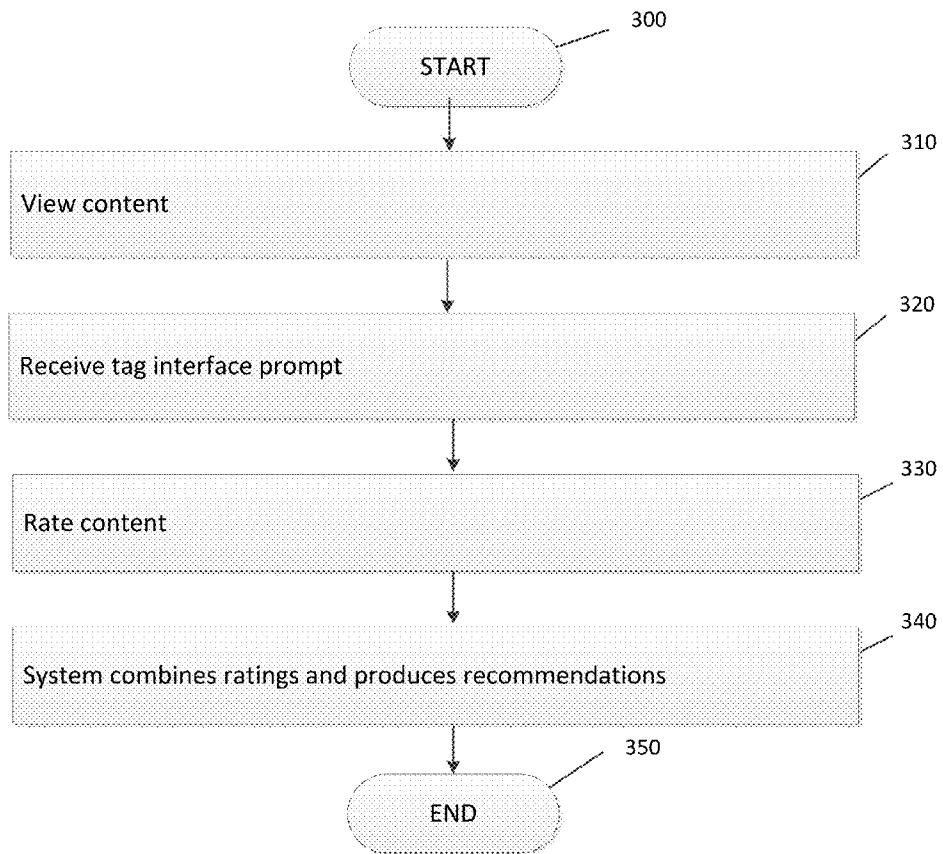 300
START
310
View content
320
Receive tag interface prompt
330
Rate content
340
System combines ratings and produces recommendations
350
END